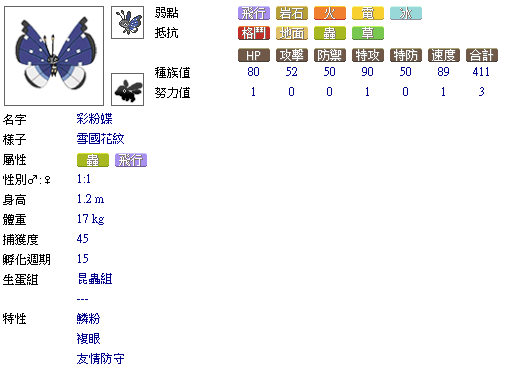 弱點 飛行 岩石 火 電 冰
抵抗 格鬥 地面 蟲 草
HP 攻擊 防禦 特攻 特防 速度 合計
種族值 80 52 50 90 50 89 411
努力值 1 0 0 1 0 1 3
名字 彩粉蝶
樣子 雪國花紋
屬性 蟲 飛行
性別♂:♀ 1:1
身高 1.2 m
體重 17 kg
捕獲度 45
孵化週期 15
生蛋組 昆蟲組
---
特性 鱗粉
複眼
友情防守